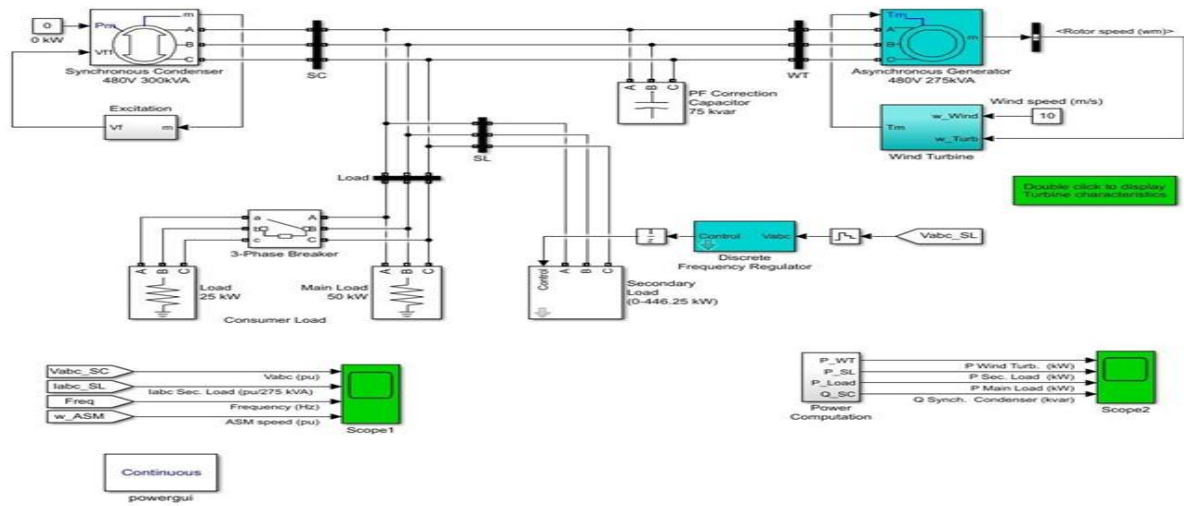 Pm
m
A
B
C
Vf
0
0 kW
Synchronous Condenser
480V 300kVA
SC
Excitation
Vf
m
WT
Tm
A
B
C
m
<Rotor speed (wm)>
Asynchronous Generator
480V 275kVA
A
B
C
PF Correction
Capacitor
75 kvar
Wind speed (m/s)
w_Wind
10
Tm
w_Turb
Wind Turbine
SL
Load
Double click to display
Turbine characteristics
a
A
b
B
c
C
3-Phase Breaker
A
B
C
Load
25 kW
A
B
C
Main Load
50 kW
Consumer Load
Control
A
B
C
Secondary
Load
(0-446.25 kW)
Control
Vabc
Vabc_SL
Discrete
Frequency Regulator
Vabc_SC
Vabc (pu)
Iabc_SL
Iabc Sec. Load (pu/275 kVA)
Freq
Frequency (Hz)
w_ASM
ASM speed (pu)
Scope1
P_WT
P Wind Turb. (kW)
P_SL
P Sec. Load (kW)
P_Load
P Main Load (kW)
Q_SC
Q Synch. Condenser (kvar)
Power
Computation
Scope2
Continuous
powergui